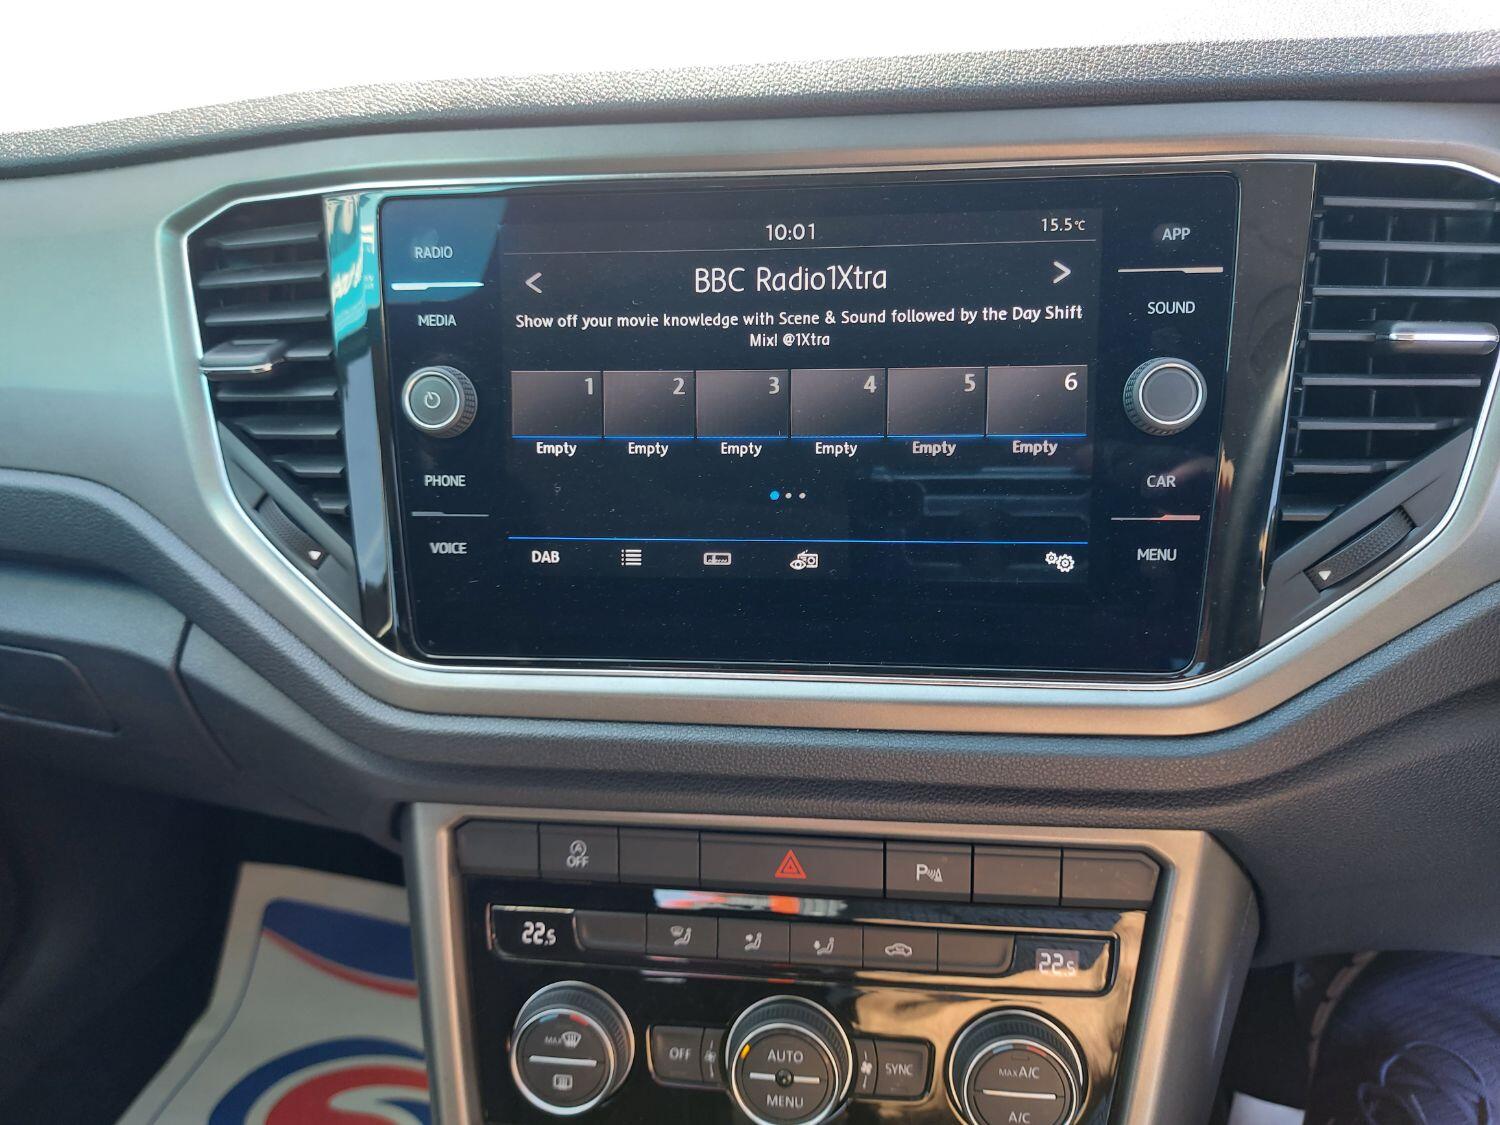 10:01
15.5°C
RADIO
MEDIA
PHONE
VOICE
<
BBC Radio1Xtra
>
Show off your movie knowledge with Scene & Sound followed by the Day Shift
Mix! @1Xtra
1 2 3 4 5 6
Empty Empty Empty Empty Empty Empty
DAB
APP
SOUND
CAR
MENU
A OFF
P
22.5
22.5
MAX
OFF
AUTO
MENU
SYNC
MAX A/C
A/C